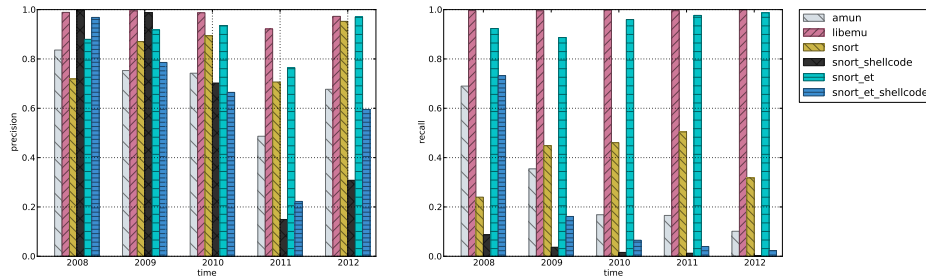 1.0
0.8
0.6
0.4
0.2
0.0
precision
2008 2009 2010 2011 2012
time
1.0
0.8
0.6
0.4
0.2
0.0
recall
2008 2009 2010 2011 2012
time
amun
libemu
snort
snort_shellcode
snort_et
snort_et_shellcode